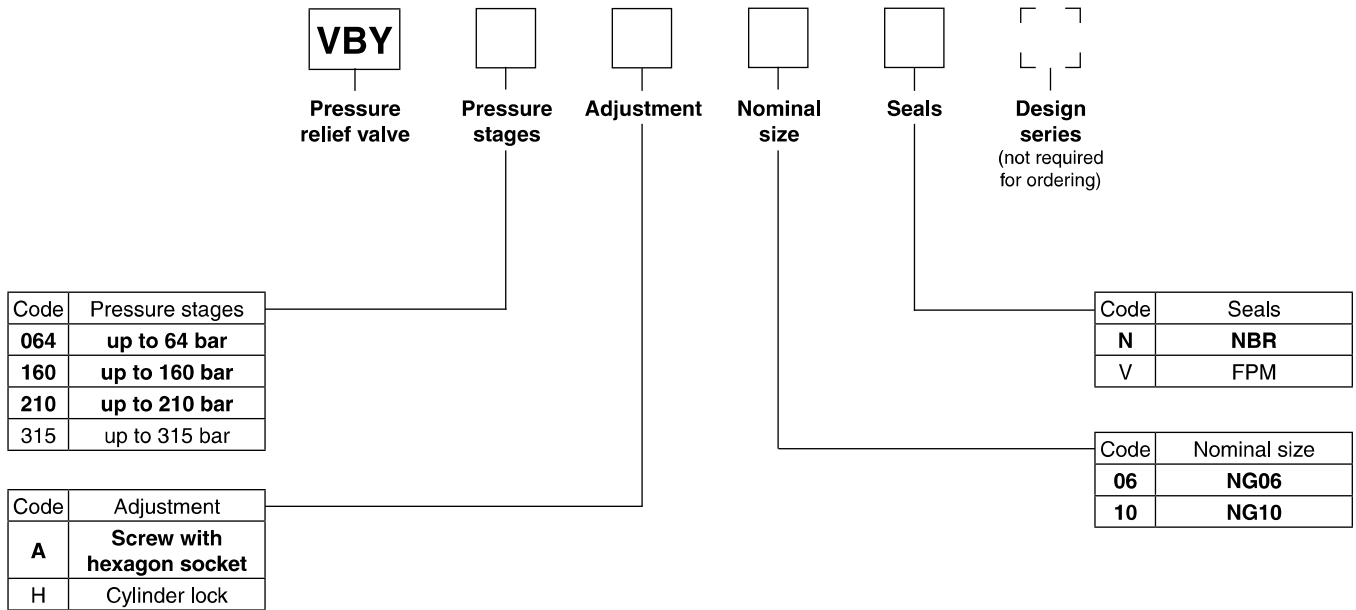 VBY
Pressure
relief valve
Pressure
stages
Adjustment
Nominal
size
Seals
Design
series
(not required
for ordering)
Code Pressure stages
064 up to 64 bar
160 up to 160 bar
210 up to 210 bar
315 up to 315 bar
Code Adjustment
A Screw with
hexagon socket
H Cylinder lock
Code Seals
N NBR
V FPM
Code Nominal size
06 NG06
10 NG10